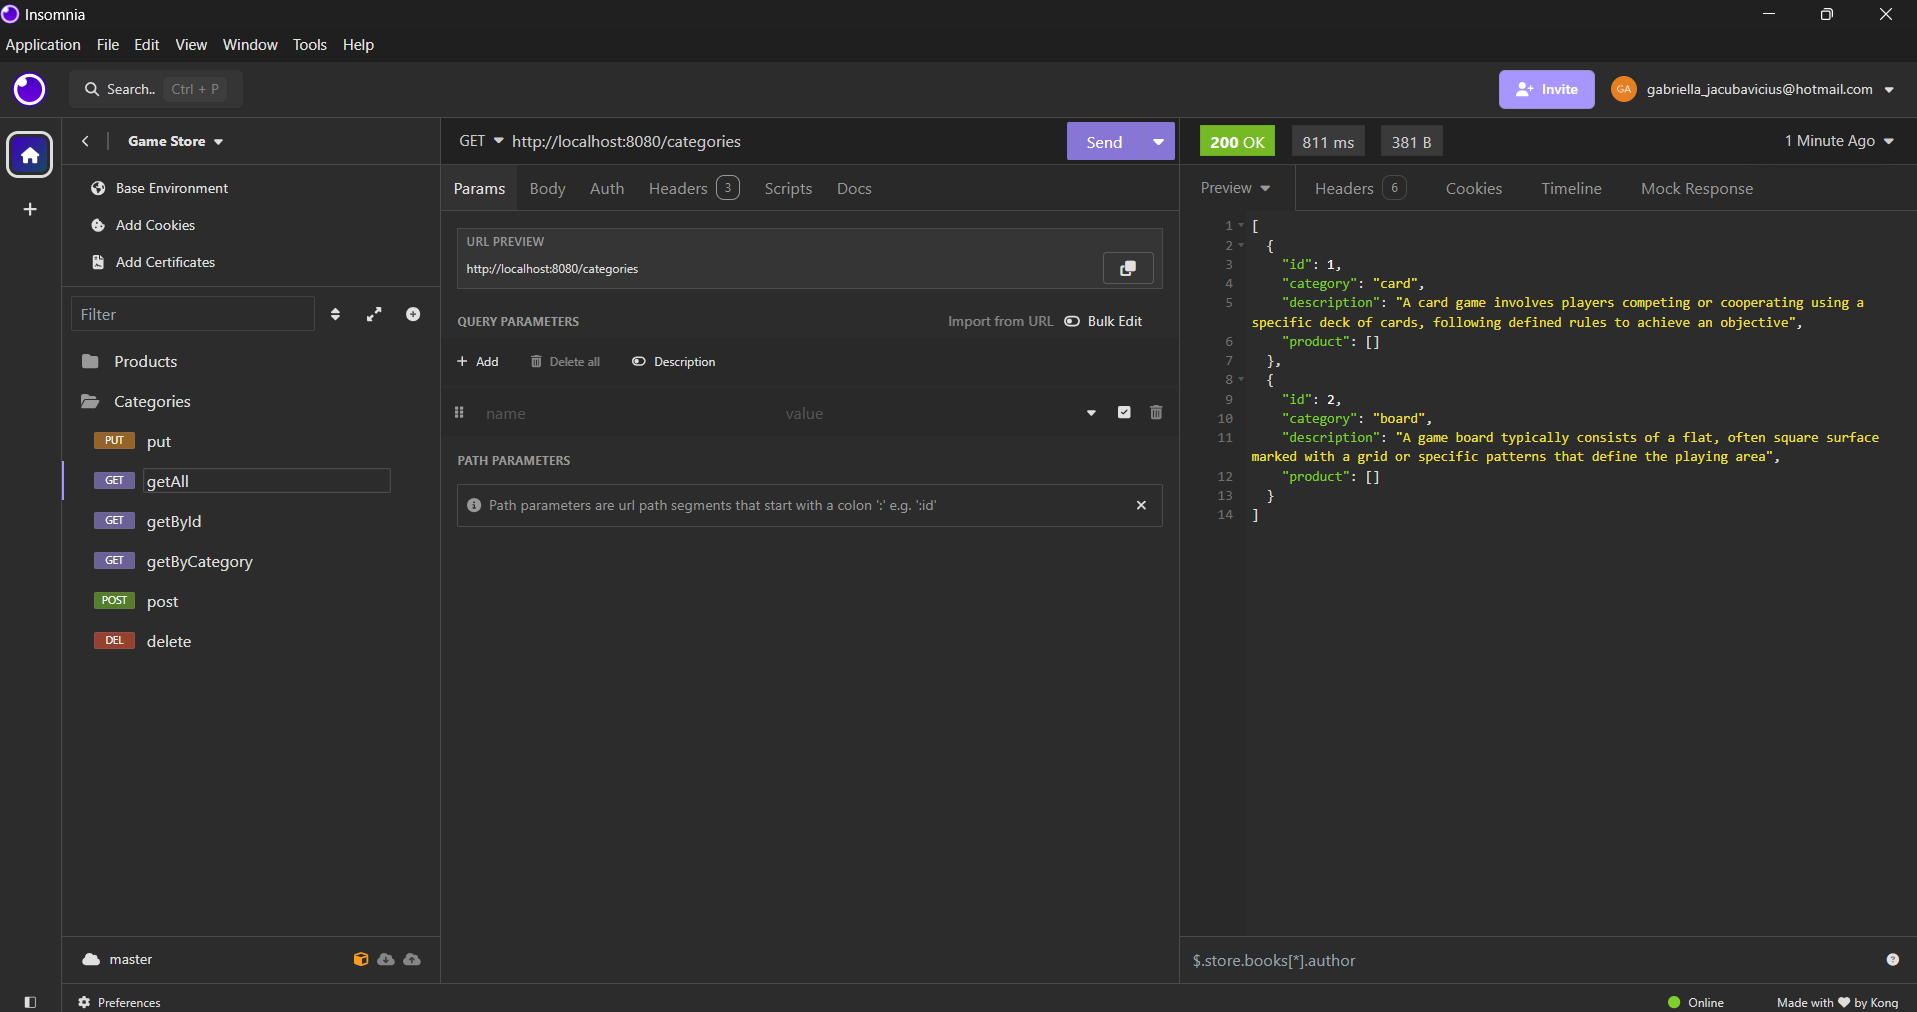 Insomnia
Application File Edit View Window Tools Help
Search.. Ctrl + P
Invite
GA gabriella_jacubavicius@hotmail.com
Game Store
GET http://localhost:8080/categories
Send
200 OK 811 ms 381 B
1 Minute Ago
Base Environment
Add Cookies
Add Certificates
Filter
Products
Categories
PUT put
GET getAll
GET getById
GET getByCategory
POST post
DEL delete
master
Preferences
Params Body Auth Headers 3 Scripts Docs
URL PREVIEW
http://localhost:8080/categories
QUERY PARAMETERS
Import from URL Bulk Edit
+ Add Delete all Description
name value
PATH PARAMETERS
Path parameters are url path segments that start with a colon ':' e.g. ':id'
Preview Headers 6 Cookies Timeline Mock Response
1 [
2 {
3 "id": 1,
4 "category": "card",
5 "description": "A card game involves players competing or cooperating using a
specific deck of cards, following defined rules to achieve an objective",
6 "product": []
7 },
8 {
9 "id": 2,
10 "category": "board",
11 "description": "A game board typically consists of a flat, often square surface
marked with a grid or specific patterns that define the playing area",
12 "product": []
13 }
14 ]
$.store.books[*].author
Online
Made with ❤ by Kong